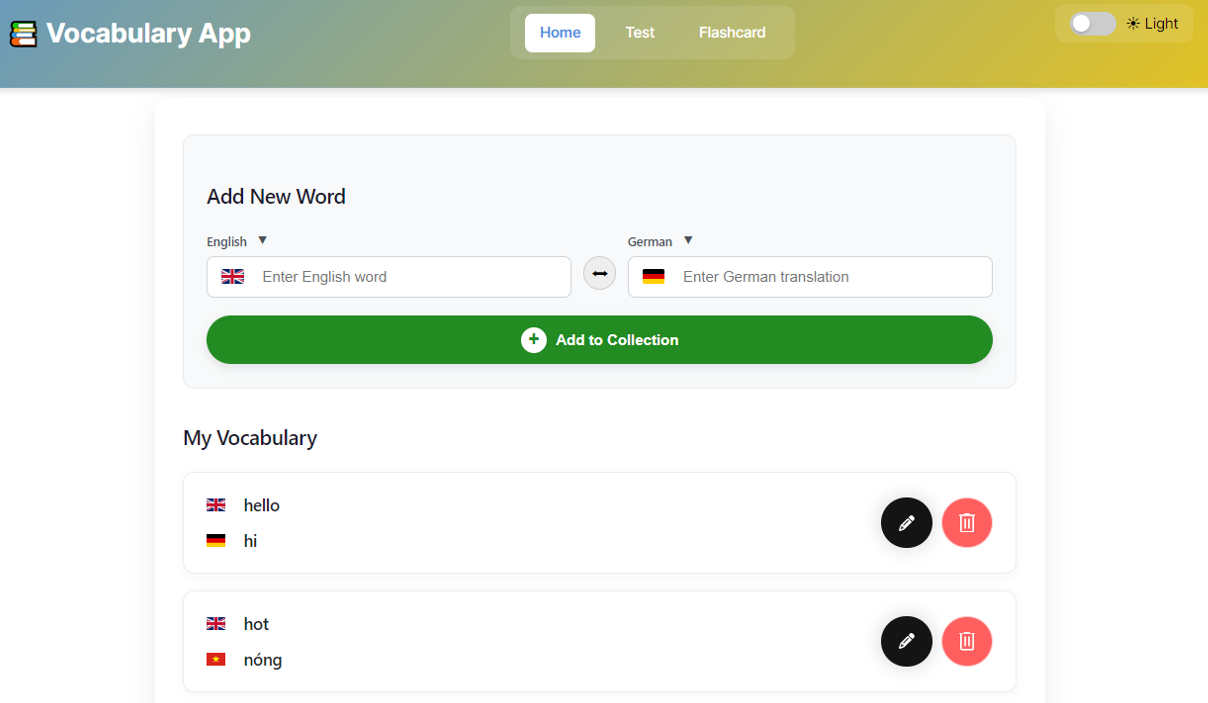 Vocabulary App
Home Test Flashcard
Light
Add New Word
English ▼ German ▼
Enter English word Enter German translation
+ Add to Collection
My Vocabulary
hello
hi
hot
nóng